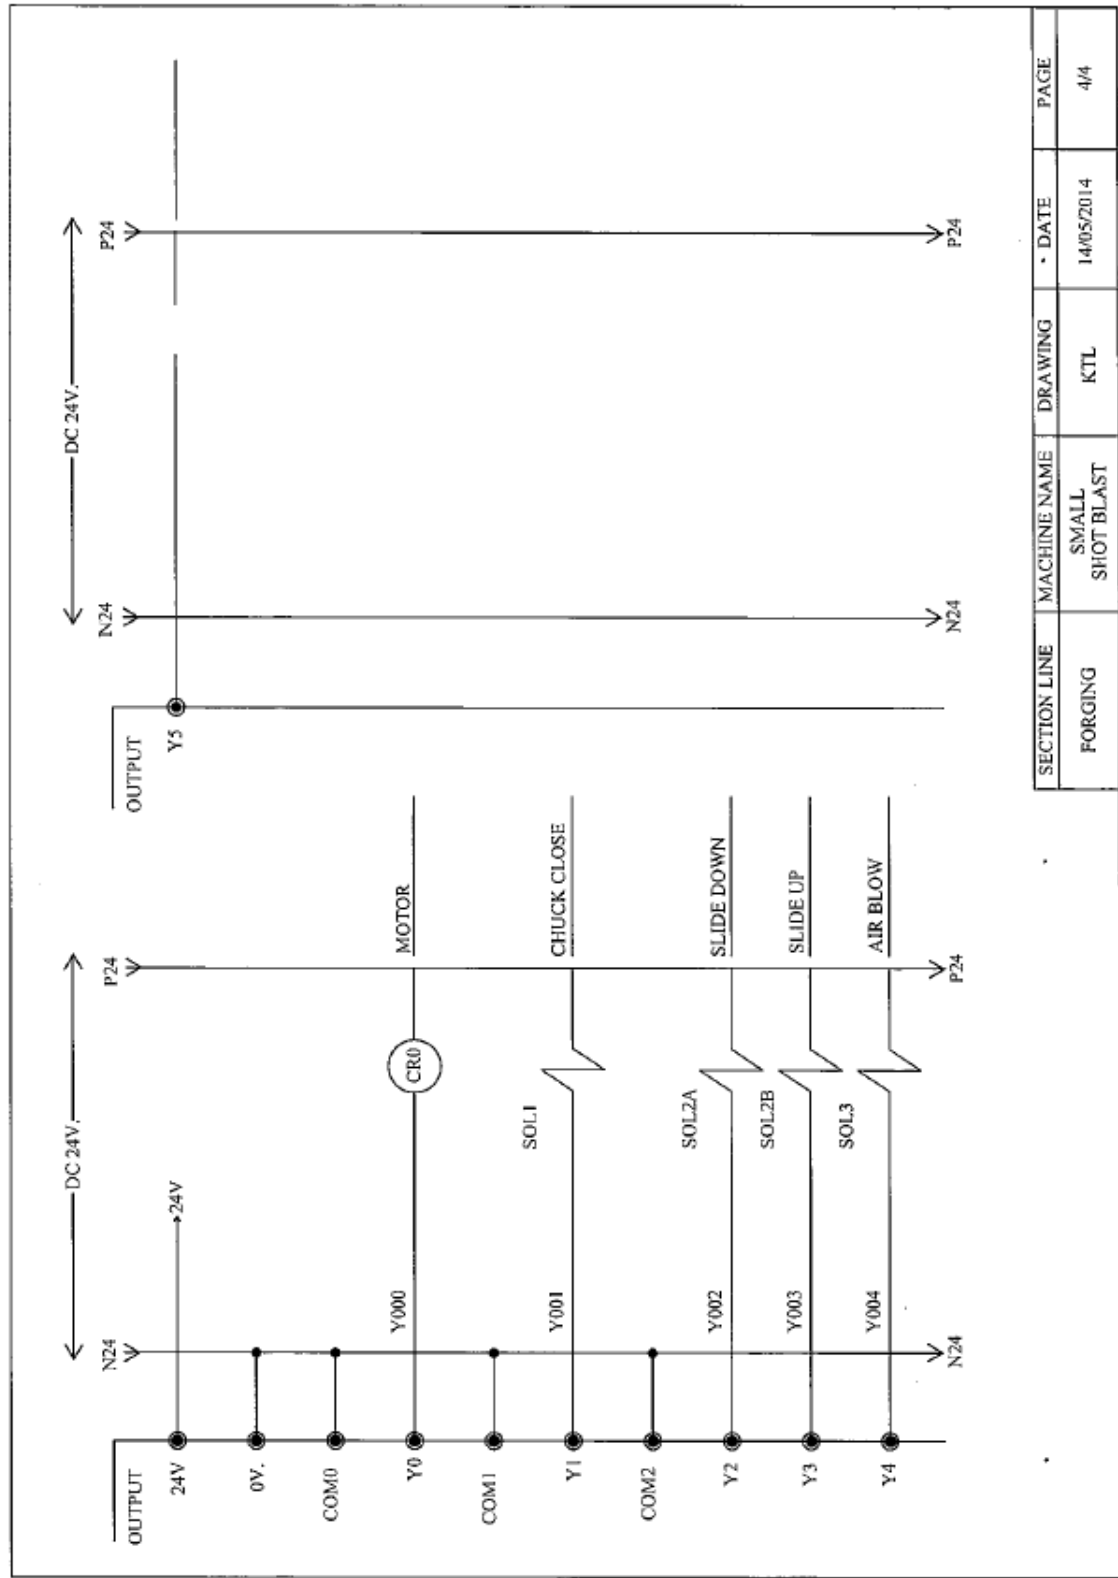 OUTPUT
DC 24V.
N24
P24
24V
24V
0V.
COM0
Y0
Y000
CR0
MOTOR
COM1
Y1
Y001
SOL1
CHUCK CLOSE
COM2
Y2
Y002
SOL2A
SLIDE DOWN
Y3
Y003
SOL2B
SLIDE UP
Y4
Y004
SOL3
AIR BLOW
N24
P24
OUTPUT
DC 24V.
N24
P24
Y5
N24
P24
SECTION LINE
MACHINE NAME
DRAWING
DATE
PAGE
FORGING
SMALL
SHOT BLAST
KTL
14/05/2014
4/4